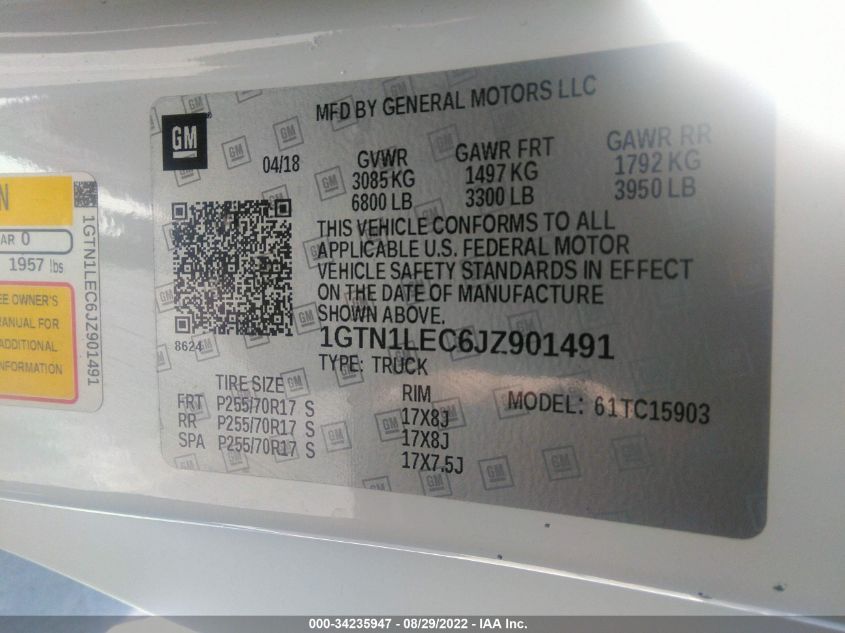 N
AR 0
1957 lbs
EE OWNER'S
ANUAL FOR
ADDITIONAL
NFORMATION
1GTN1LEC6JZ901491
GM
MFD BY GENERAL MOTORS LLC
04/18
GVWR GAWR FRT GAWR RR
3085 KG 1497 KG 1792 KG
6800 LB 3300 LB 3950 LB
THIS VEHICLE CONFORMS TO ALL
APPLICABLE U.S. FEDERAL MOTOR
VEHICLE SAFETY STANDARDS IN EFFECT
ON THE DATE OF MANUFACTURE
SHOWN ABOVE.
8624
1GTN1LEC6JZ901491
TYPE: TRUCK
TIRE SIZE RIM MODEL: 61TC15903
FRT P255/70R17 S 17X8J
RR P255/70R17 S 17X8J
SPA P255/70R17 S 17X7.5J
000-34235947 - 08/29/2022 - IAA Inc.